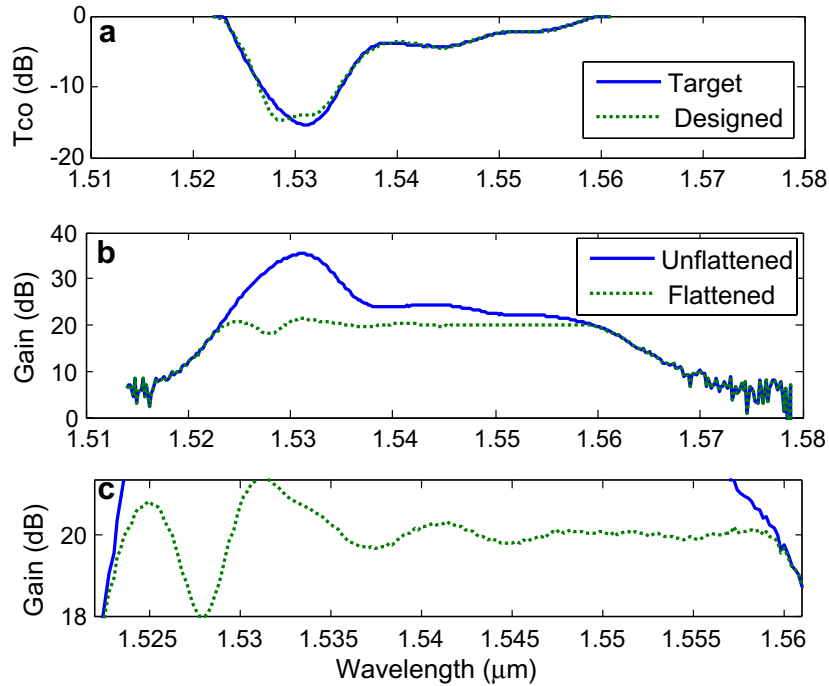 a
Tco (dB)
0
-10
-20
Target
Designed
1.51 1.52 1.53 1.54 1.55 1.56 1.57 1.58
b
Gain (dB)
40
30
20
10
0
Unflattened
Flattened
1.51 1.52 1.53 1.54 1.55 1.56 1.57 1.58
c
Gain (dB)
20
18
1.525 1.53 1.535 1.54 1.545 1.55 1.555 1.56
Wavelength (μm)